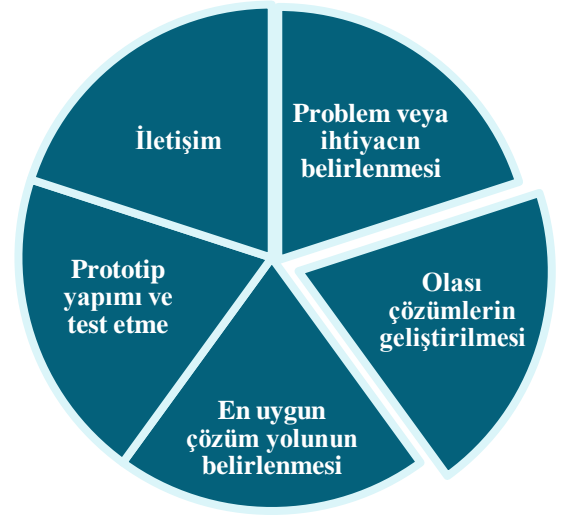 Problem veya
ihtiyacın
belirlenmesi
Olası
çözümlerin
geliştirilmesi
En uygun
çözüm yolunun
belirlenmesi
Prototip
yapımı ve
test etme
İletişim